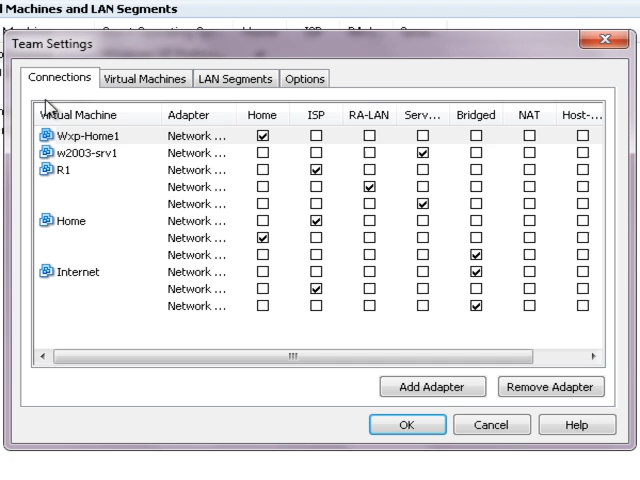 Machines and LAN Segments
Team Settings
Connections Virtual Machines LAN Segments Options
Virtual Machine Adapter Home ISP RA-LAN Serv... Bridged NAT Host-...
Wxp-Home1 Network ...
w2003-srv1 Network ...
R1 Network ...
Network ...
Network ...
Home Network ...
Network ...
Network ...
Internet Network ...
Network ...
Network ...
Add Adapter Remove Adapter
OK Cancel Help